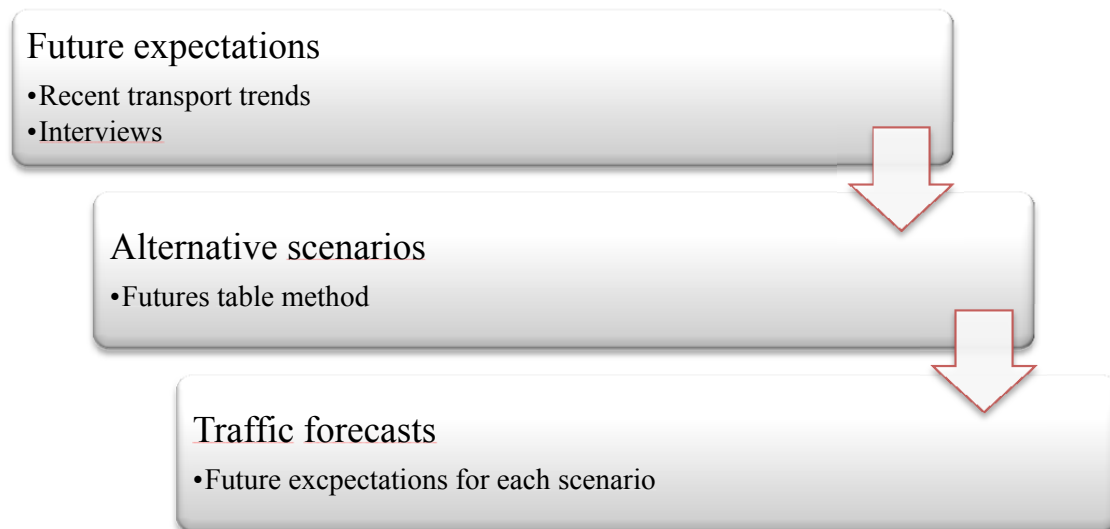 Future expectations
•Recent transport trends
•Interviews
Alternative scenarios
•Futures table method
Traffic forecasts
•Future excpectations for each scenario